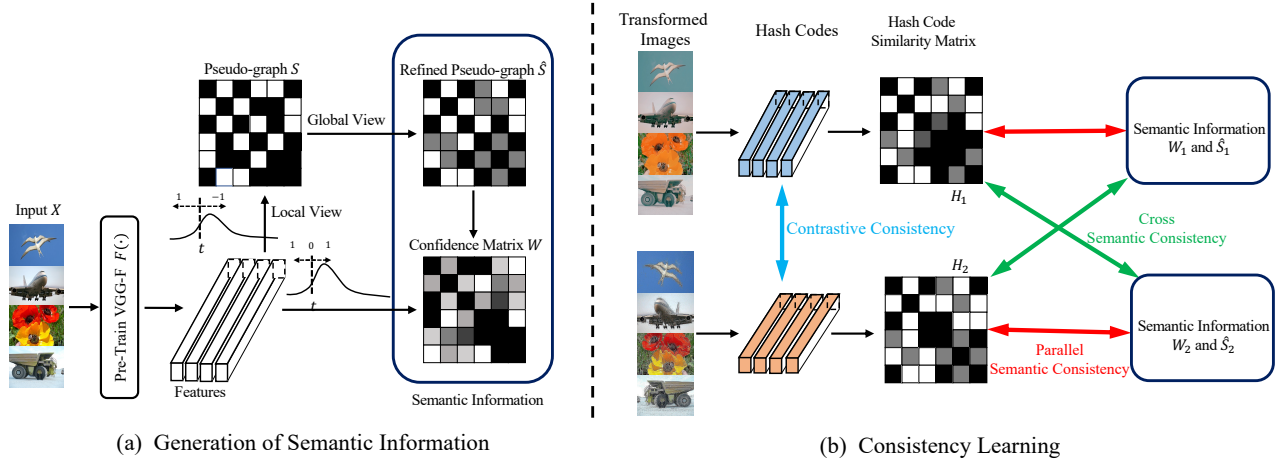 Pseudo-graph S
Refined Pseudo-graph Ŝ
Global View
1
−1
t
Local View
Input X
Pre-Train VGG-F F(·)
1 0 1
t
Confidence Matrix W
Features
Semantic Information
(a) Generation of Semantic Information
Transformed
Images
Hash Codes
Hash Code
Similarity Matrix
H₁
Semantic Information
W₁ and Ŝ₁
Contrastive Consistency
Cross
Semantic Consistency
H₂
Semantic Information
W₂ and Ŝ₂
Parallel
Semantic Consistency
(b) Consistency Learning